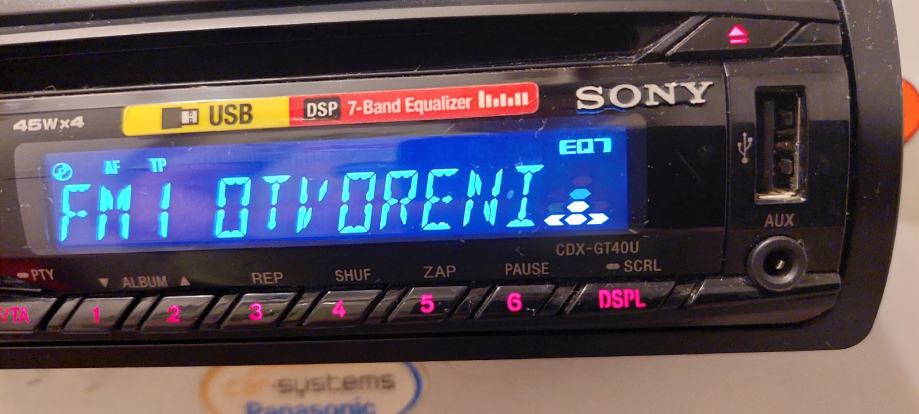 SONY
45W×4
USB
DSP 7-Band Equalizer
EQ7
AF TP
FM1 OTVORENI
AUX
CDX-GT40U
PTY
▼ ALBUM ▲
REP
SHUF
ZAP
PAUSE
SCRL
1 2 3 4 5 6 DSPL
systems
Panasonic